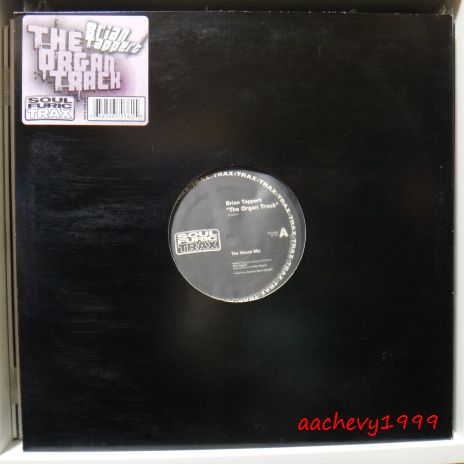 THE
ORGAN
TRACK
Brian
Tappert
SOUL
FURIC
TRAX
TRAX•TRAX•TRAX•TRAX•TRAX
Brian Tappert
"The Organ Track"
SOUL
FURIC
TRAX
A
The House Mix
aachevy1999